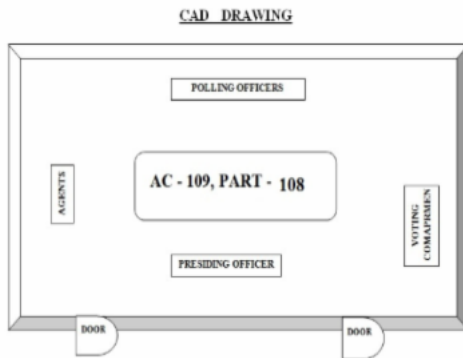 CAD DRAWING
POLLING OFFICERS
AGENTS
AC - 109, PART - 108
VOTING
COMAPRMEN
PRESIDING OFFICER
DOOR
DOOR